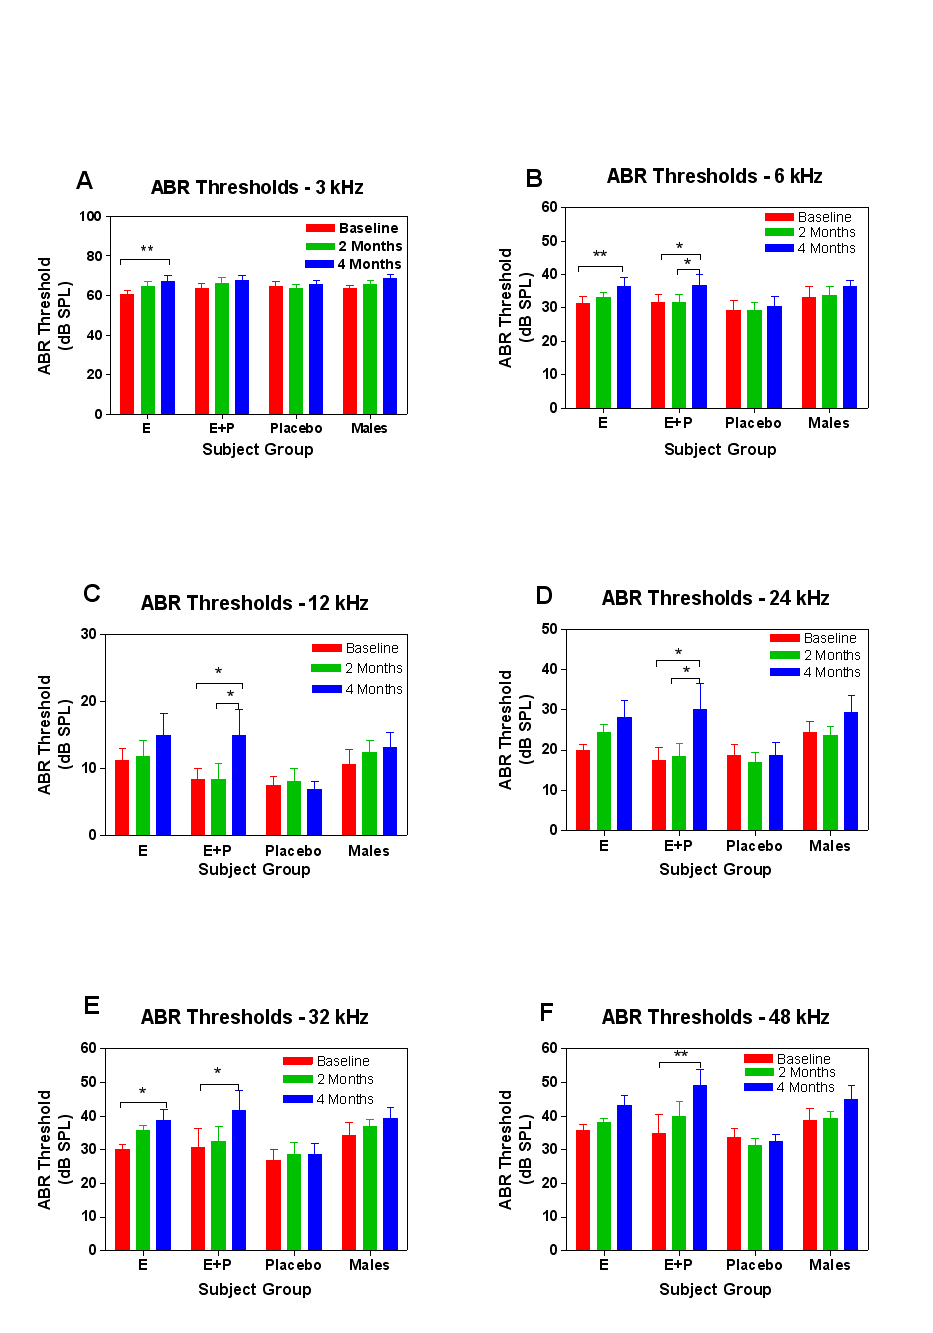 A
ABR Thresholds - 3 kHz
ABR Threshold
(dB SPL)
100
80
60
40
20
0
**
Baseline
2 Months
4 Months
E E+P Placebo Males
Subject Group
B
ABR Thresholds - 6 kHz
ABR Threshold
(dB SPL)
60
50
40
30
20
10
0
**
*
*
Baseline
2 Months
4 Months
E E+P Placebo Males
Subject Group
C
ABR Thresholds - 12 kHz
ABR Threshold
(dB SPL)
30
20
10
0
*
*
Baseline
2 Months
4 Months
E E+P Placebo Males
Subject Group
D
ABR Thresholds - 24 kHz
ABR Threshold
(dB SPL)
50
40
30
20
10
0
*
*
Baseline
2 Months
4 Months
E E+P Placebo Males
Subject Group
E
ABR Thresholds - 32 kHz
ABR Threshold
(dB SPL)
60
50
40
30
20
10
0
*
*
Baseline
2 Months
4 Months
E E+P Placebo Males
Subject Group
F
ABR Thresholds - 48 kHz
ABR Threshold
(dB SPL)
60
50
40
30
20
10
0
**
Baseline
2 Months
4 Months
E E+P Placebo Males
Subject Group